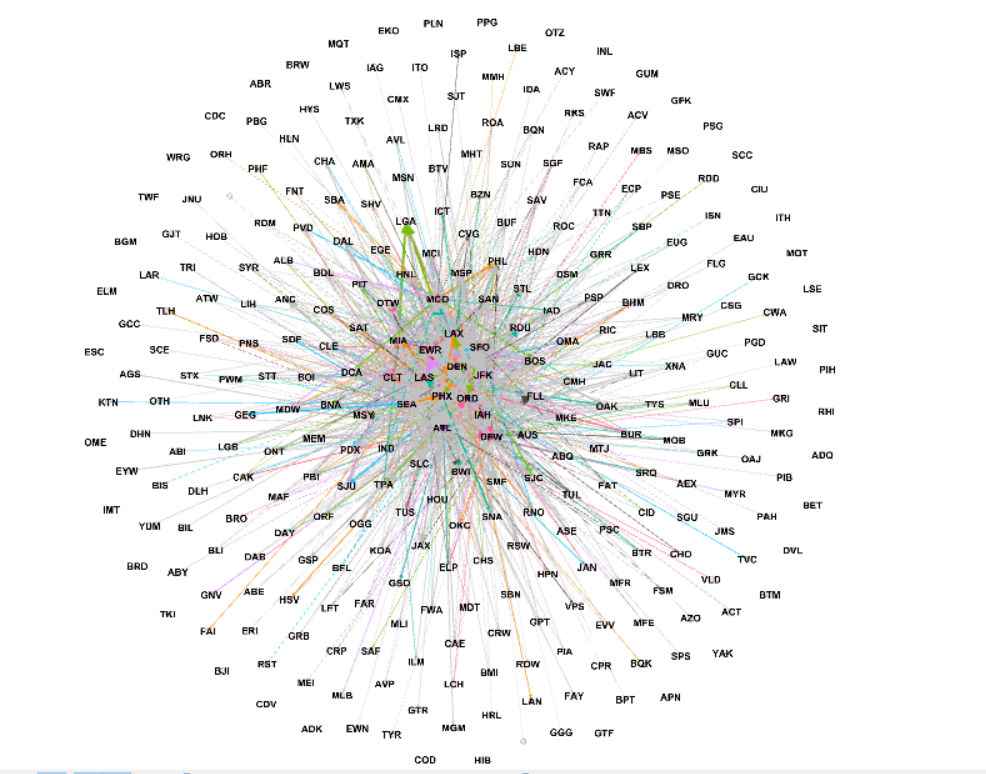 PLN
PPG
EKO
OTZ
MQT
ISP
LBE
INL
BRW
IAG
ITO
ACY
GUM
ABR
LWS
MMH
IDA
SWF
GFK
CMX
SJT
CDC
PBG
HYS
TXK
ROA
RKS
ACV
PSG
HLN
AVL
LRD
BQN
RAP
MBS
MSO
SCC
WRG
ORH
PHF
CHA
AMA
MSN
BTV
MHT
SUN
SGF
FCA
ECP
PSE
RDD
CIU
TWF
JNU
FNT
SBA
SHV
BZN
SAV
TTN
ISN
ITH
RDM
PVD
LGA
ICT
BUF
ROC
SBP
BGM
GJT
HOB
DAL
EGE
MCI
CVG
HDN
GRR
EUG
EAU
MOT
LAR
TRI
SYR
ALB
BDL
PIT
HNL
MSP
PHL
DSM
LEX
FLG
GCK
LSE
ELM
ATW
LIH
ANC
COS
DTW
MCO
SAN
STL
IAD
PSP
BHM
DRO
MRY
CSG
CWA
TLH
SAT
MIA
LAX
RDU
RIC
LBB
SIT
GCC
FSD
PNS
SDF
CLE
EWR
SFO
OMA
GUC
PGD
ESC
SCE
DCA
DEN
BOS
JAC
XNA
LAW
PIH
AGS
STX
PWM
STT
BOI
CLT
LAS
JFK
CMH
LIT
CLL
GRI
KTN
OTH
LNK
GEG
MDW
BNA
MSY
SEA
PHX
ORD
FLL
OAK
TYS
MLU
RHI
OME
DHN
MEM
ATL
IAH
DFW
AUS
MKE
BUR
MOB
SPI
MKG
ABI
LGB
ONT
PDX
IND
SLC
ABQ
MTJ
GRK
OAJ
ADQ
EYW
BIS
DLH
CAK
PBI
SJU
TPA
BWI
SMF
SJC
FAT
SRQ
AEX
PIB
IMT
YUM
BIL
BRO
MAF
ORF
TUS
HOU
SNA
RNO
TUL
CID
SGU
MYR
PAH
BET
BLI
DAY
OGG
OKC
ASE
PSC
JMS
BRD
ABY
DAB
GSP
KOA
JAX
RSW
BTR
CHO
TVC
DVL
GNV
ABE
HSV
BFL
GSO
ELP
CHS
HPN
JAN
MFR
FSM
VLD
BTM
TKI
FAI
ERI
GRB
LFT
FAR
MLI
FWA
MDT
SBN
GPT
VPS
EVV
MFE
AZO
ACT
BJI
RST
CRP
SAF
CAE
CRW
PIA
CPR
BQK
SPS
YAK
CDV
MEI
MLB
AVP
ILM
LCH
BMI
RDW
LAN
FAY
BPT
APN
ADK
EWN
TYR
GTR
MGM
HRL
GGG
GTF
COD
HIB